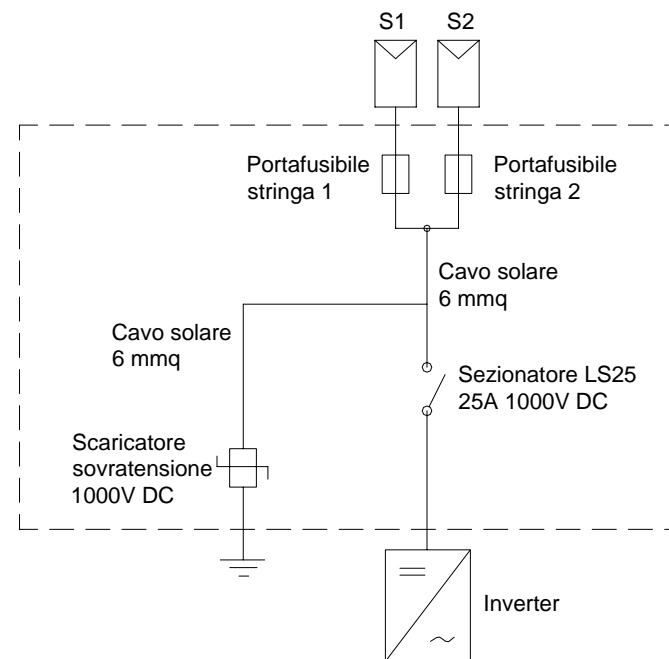 S1
S2
Portafusibile
stringa 1
Portafusibile
stringa 2
Cavo solare
6 mmq
Cavo solare
6 mmq
Sezionatore LS25
25A 1000V DC
Scaricatore
sovratensione
1000V DC
Inverter